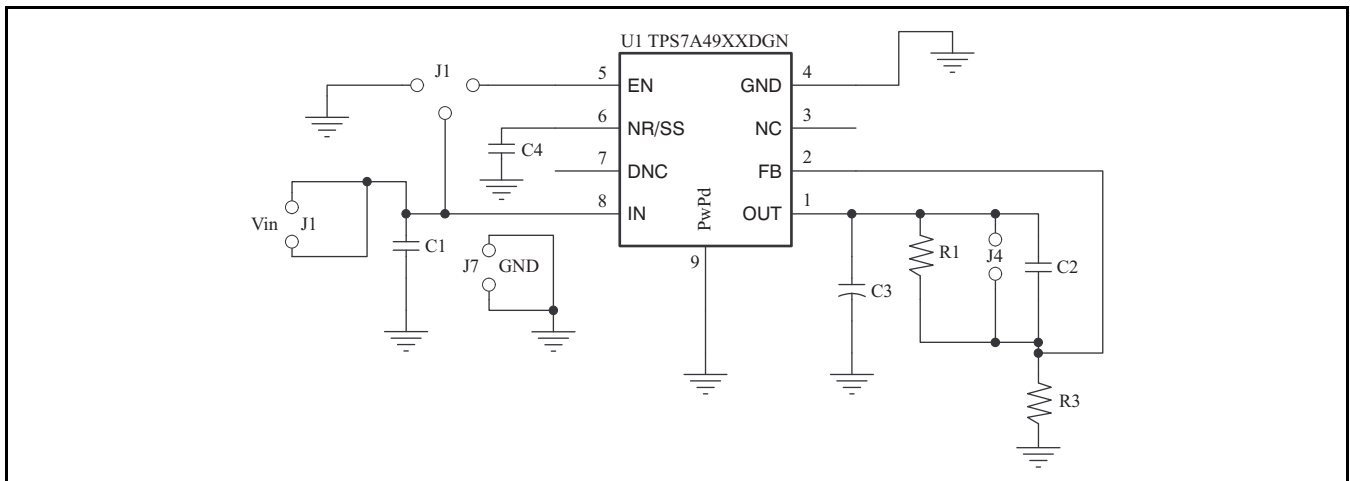 U1 TPS7A49XXDGN
J1
5
EN
GND
4
6
NR/SS
NC
3
C4
7
DNC
FB
2
Vin
J1
8
IN
PwPd
OUT
1
C1
J7
GND
9
C3
R1
J4
C2
R3